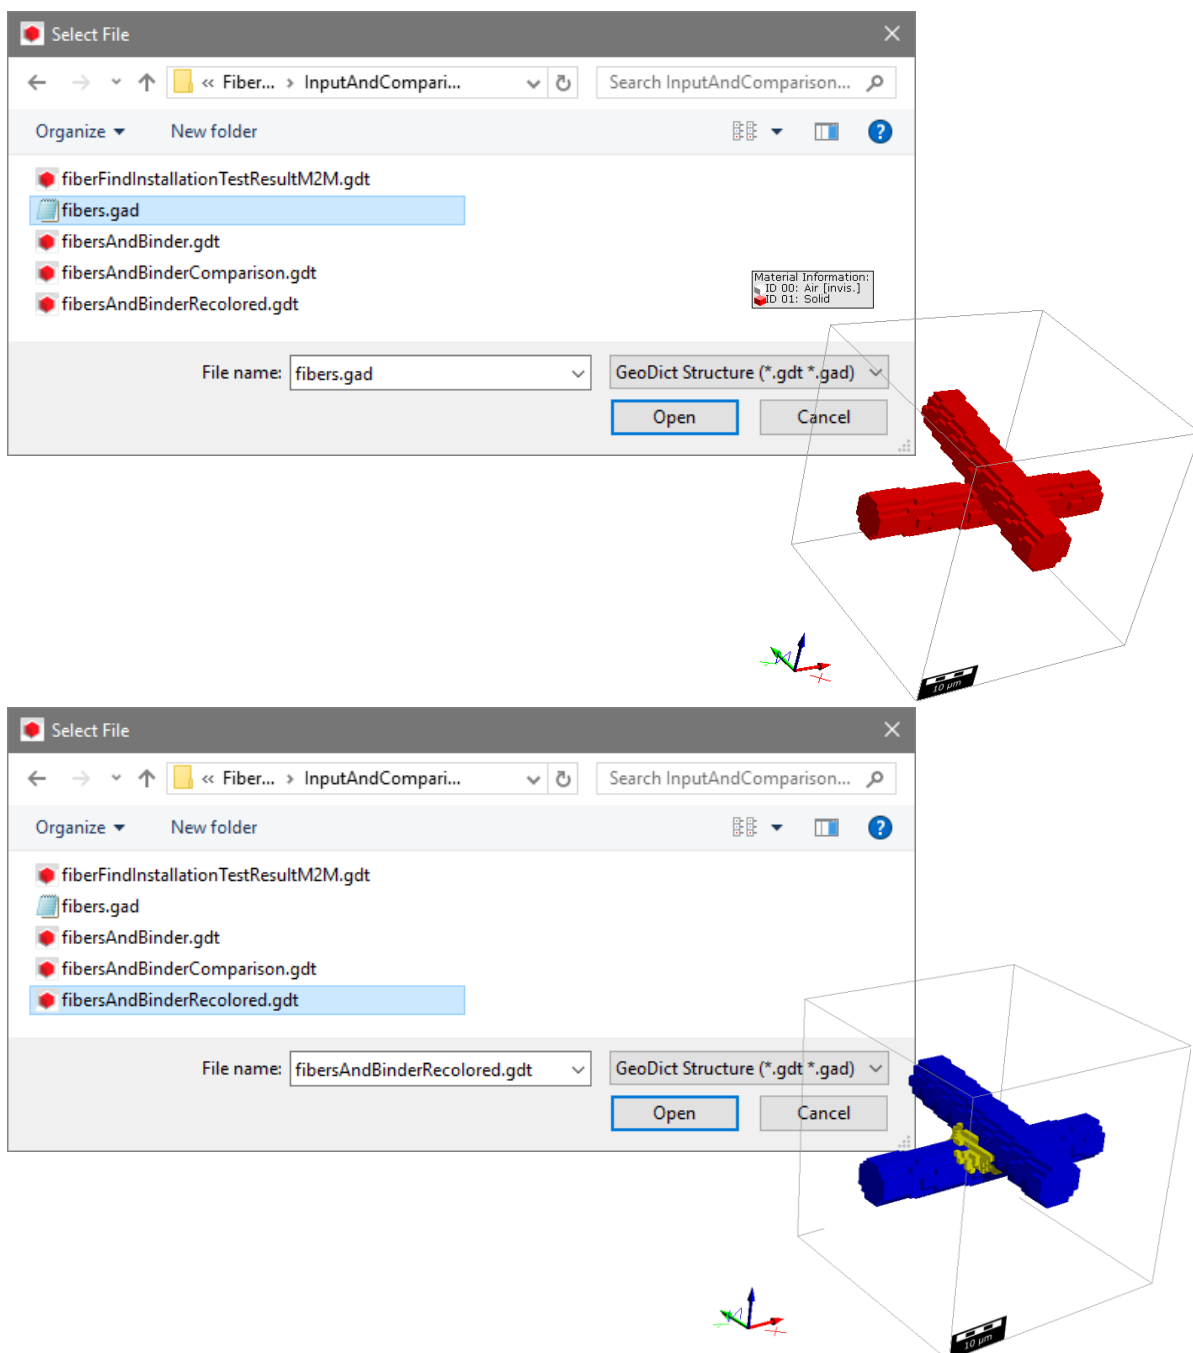 Select File
« Fiber... › InputAndCompari...
Search InputAndComparison...
Organize
New folder
?
fiberFindInstallationTestResultM2M.gdt
fibers.gad
fibersAndBinder.gdt
fibersAndBinderComparison.gdt
fibersAndBinderRecolored.gdt
Material Information:
ID 00: Air [invis.]
ID 01: Solid
File name: fibers.gad
GeoDict Structure (*.gdt *.gad)
Open
Cancel
X
10 µm
Select File
« Fiber... › InputAndCompari...
Search InputAndComparison...
Organize
New folder
?
fiberFindInstallationTestResultM2M.gdt
fibers.gad
fibersAndBinder.gdt
fibersAndBinderComparison.gdt
fibersAndBinderRecolored.gdt
File name: fibersAndBinderRecolored.gdt
GeoDict Structure (*.gdt *.gad)
Open
Cancel
X
10 µm